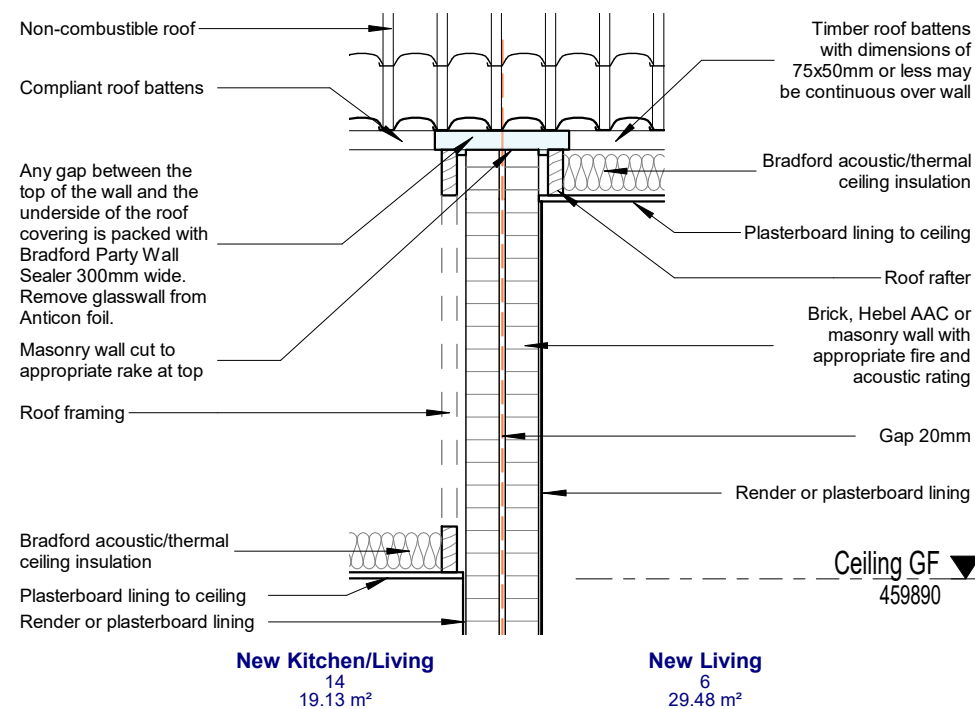 Non-combustible roof
Compliant roof battens
Any gap between the
top of the wall and the
underside of the roof
covering is packed with
Bradford Party Wall
Sealer 300mm wide.
Remove glasswall from
Anticon foil.
Masonry wall cut to
appropriate rake at top
Roof framing
Bradford acoustic/thermal
ceiling insulation
Plasterboard lining to ceiling
Render or plasterboard lining
Timber roof battens
with dimensions of
75x50mm or less may
be continuous over wall
Bradford acoustic/thermal
ceiling insulation
Plasterboard lining to ceiling
Roof rafter
Brick, Hebel AAC or
masonry wall with
appropriate fire and
acoustic rating
Gap 20mm
Render or plasterboard lining
Ceiling GF
459890
New Kitchen/Living
14
19.13 m²
New Living
6
29.48 m²